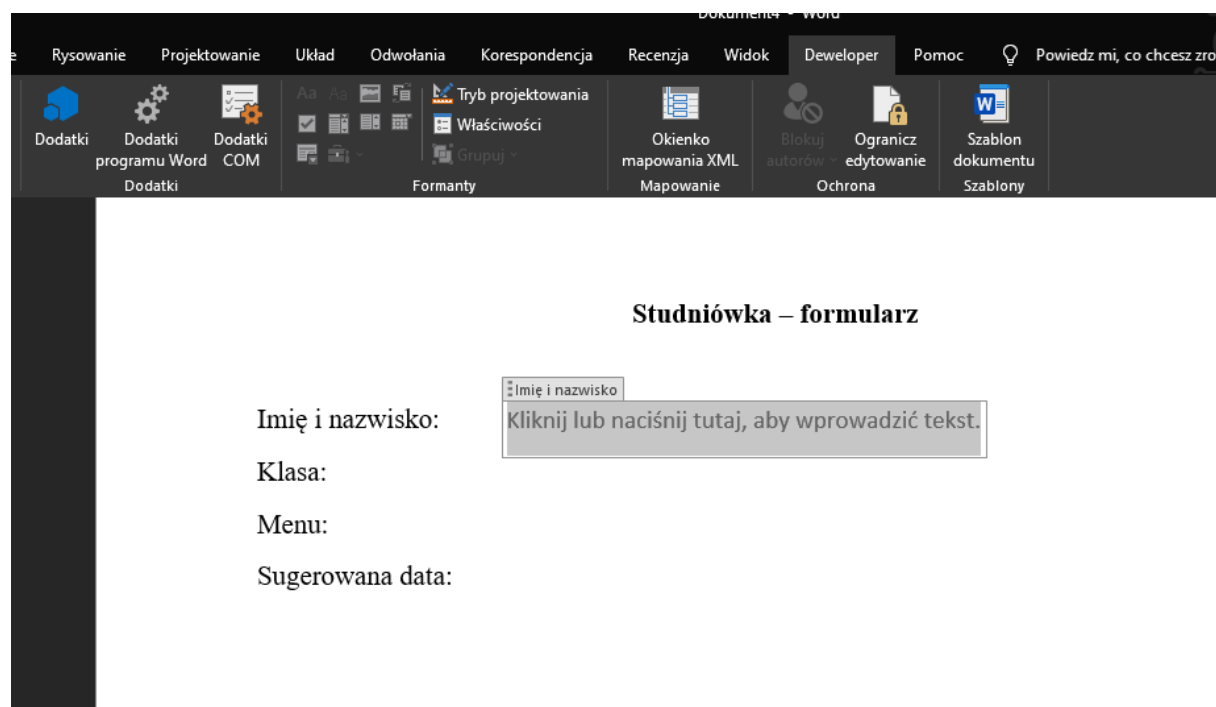 Dokument4 - Word
e Rysowanie Projektowanie Układ Odwołania Korespondencja Recenzja Widok Deweloper Pomoc Powiedz mi, co chcesz zro
Aa Aa Tryb projektowania
Właściwości
Grupuj
Dodatki
Dodatki programu Word
Dodatki COM
Okienko mapowania XML
Blokuj autorów
Ogranicz edytowanie
Szablon dokumentu
Dodatki Formanty Mapowanie Ochrona Szablony
Studniówka – formularz
Imię i nazwisko
Imię i nazwisko: Kliknij lub naciśnij tutaj, aby wprowadzić tekst.
Klasa:
Menu:
Sugerowana data: